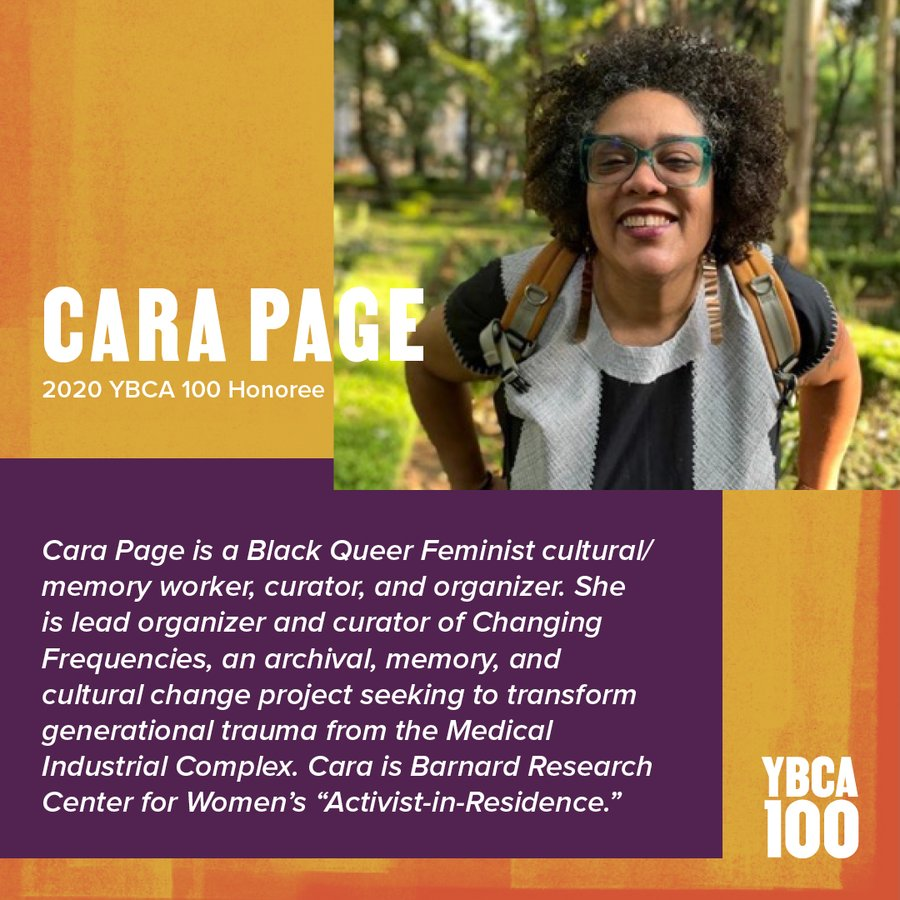 CARA PAGE
2020 YBCA 100 Honoree
Cara Page is a Black Queer Feminist cultural/
memory worker, curator, and organizer. She
is lead organizer and curator of Changing
Frequencies, an archival, memory, and
cultural change project seeking to transform
generational trauma from the Medical
Industrial Complex. Cara is Barnard Research
Center for Women’s “Activist-in-Residence.”
YBCA
100